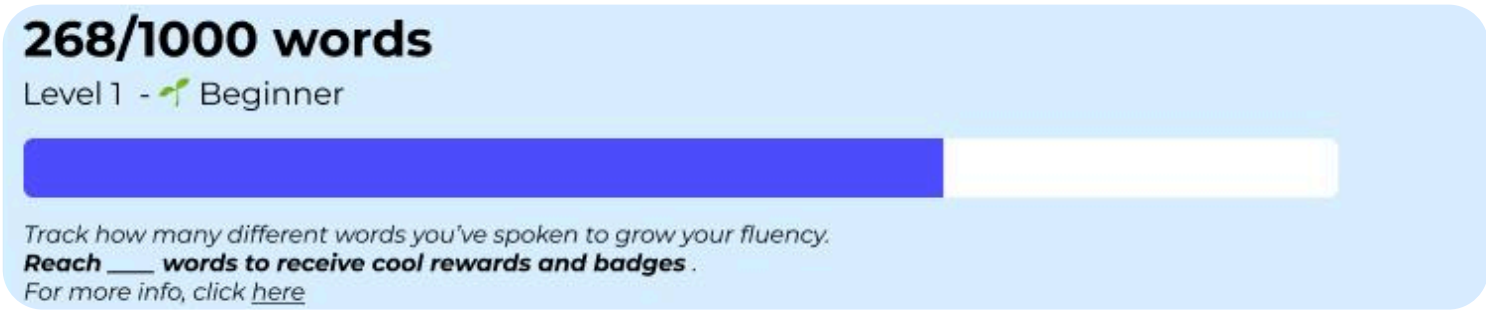 268/1000 words
Level 1 - 🌱 Beginner
Track how many different words you've spoken to grow your fluency.
Reach ____ words to receive cool rewards and badges .
For more info, click here